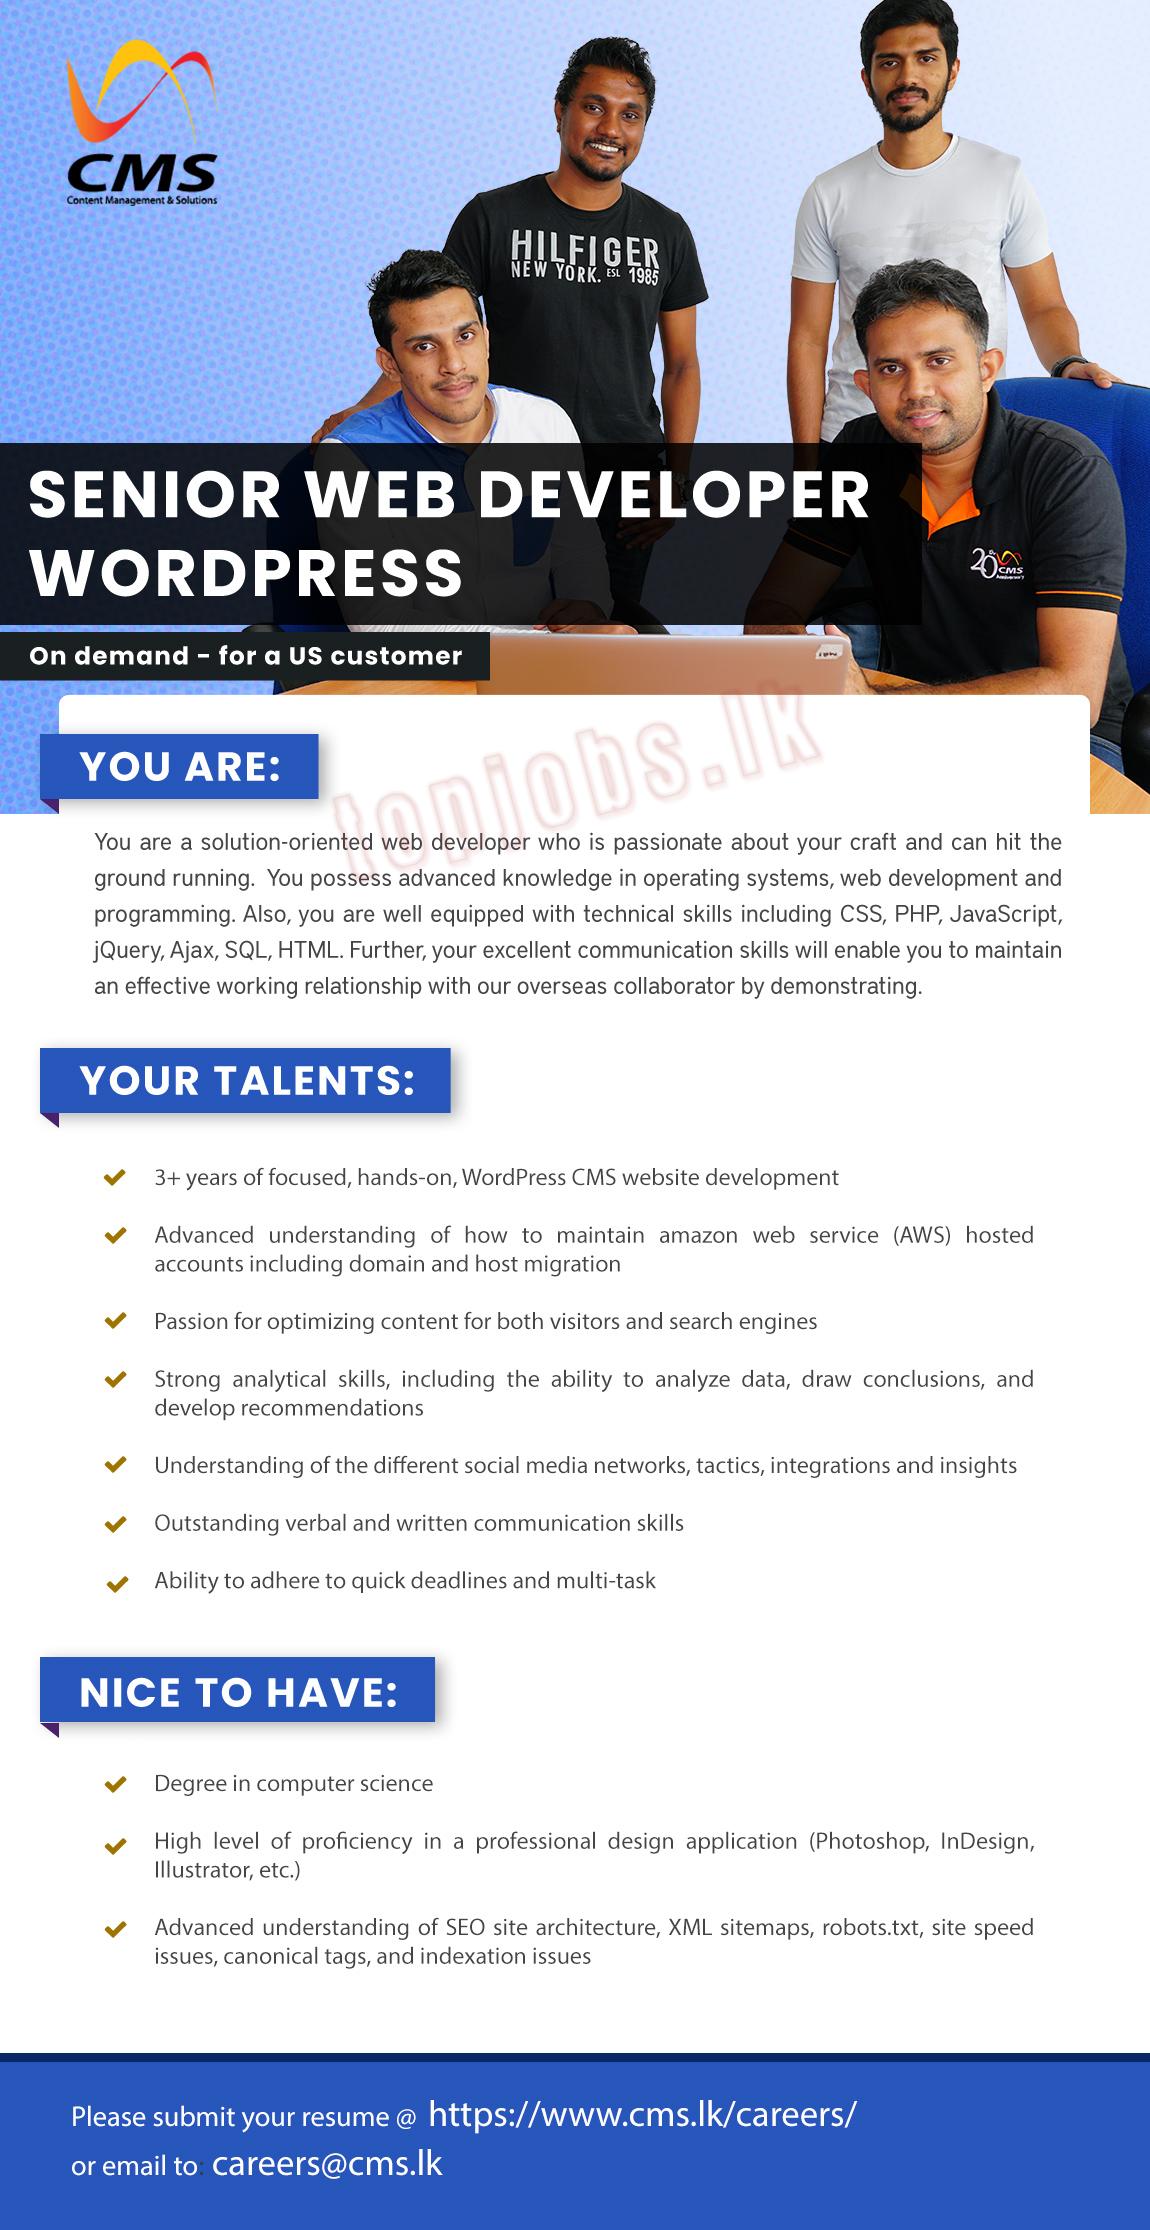 CMS
Content Management & Solutions
HILFIGER
NEW YORK. ESL 1985
SENIOR WEB DEVELOPER
WORDPRESS
20 CMS
Anniversary
On demand - for a US customer
topjobs.lk
YOU ARE:
You are a solution-oriented web developer who is passionate about your craft and can hit the
ground running. You possess advanced knowledge in operating systems, web development and
programming. Also, you are well equipped with technical skills including CSS, PHP, JavaScript,
jQuery, Ajax, SQL, HTML. Further, your excellent communication skills will enable you to maintain
an effective working relationship with our overseas collaborator by demonstrating.
YOUR TALENTS:
3+ years of focused, hands-on, WordPress CMS website development
Advanced understanding of how to maintain amazon web service (AWS) hosted
accounts including domain and host migration
Passion for optimizing content for both visitors and search engines
Strong analytical skills, including the ability to analyze data, draw conclusions, and
develop recommendations
Understanding of the different social media networks, tactics, integrations and insights
Outstanding verbal and written communication skills
Ability to adhere to quick deadlines and multi-task
NICE TO HAVE:
Degree in computer science
High level of proficiency in a professional design application (Photoshop, InDesign,
Illustrator, etc.)
Advanced understanding of SEO site architecture, XML sitemaps, robots.txt, site speed
issues, canonical tags, and indexation issues
Please submit your resume @ https://www.cms.lk/careers/
or email to: careers@cms.lk